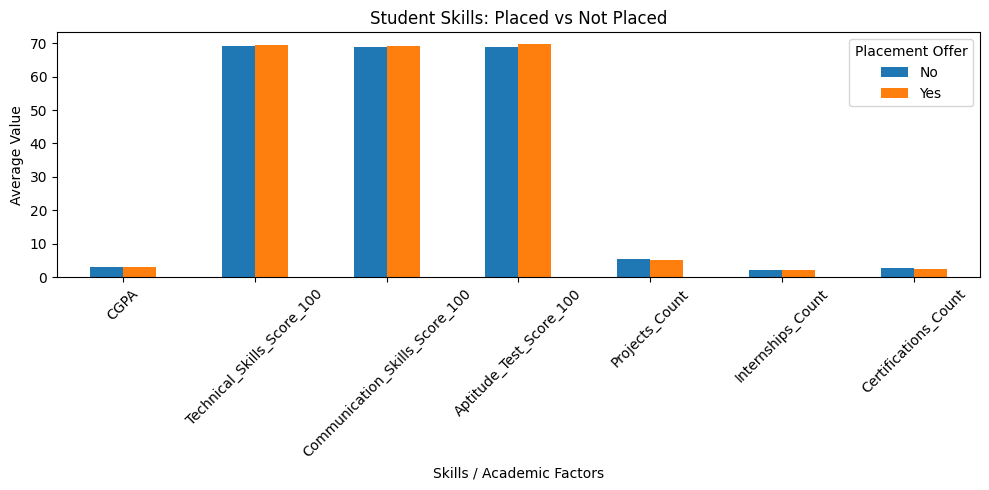 Student Skills: Placed vs Not Placed
Placement Offer
No
Yes
Average Value
70
60
50
40
30
20
10
0
CGPA
Technical_Skills_Score_100
Communication_Skills_Score_100
Aptitude_Test_Score_100
Projects_Count
Internships_Count
Certifications_Count
Skills / Academic Factors